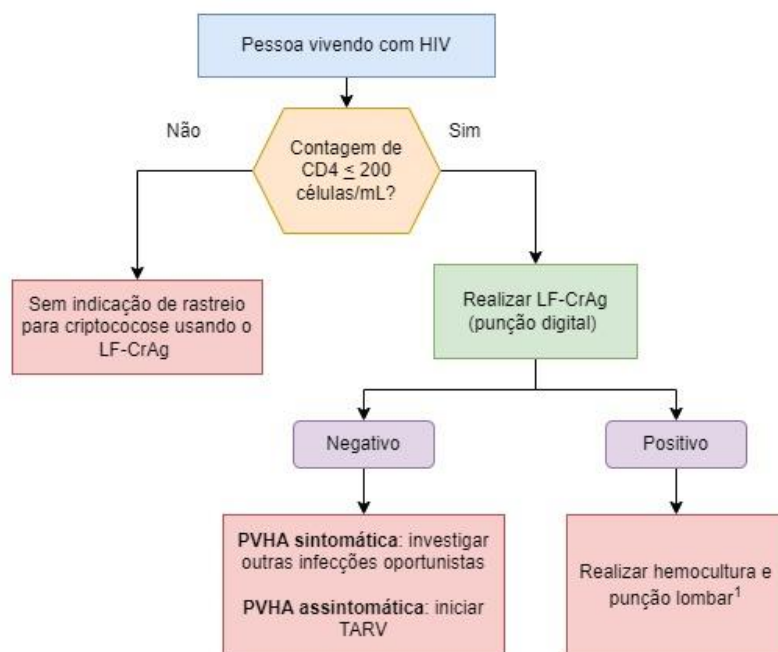 Pessoa vivendo com HIV
Não
Sim
Contagem de
CD4 ≤ 200
células/mL?
Sem indicação de rastreio
para criptococose usando o
LF-CrAg
Realizar LF-CrAg
(punção digital)
Negativo
Positivo
PVHA sintomática: investigar
outras infecções oportunistas
PVHA assintomática: iniciar
TARV
Realizar hemocultura e
punção lombar¹